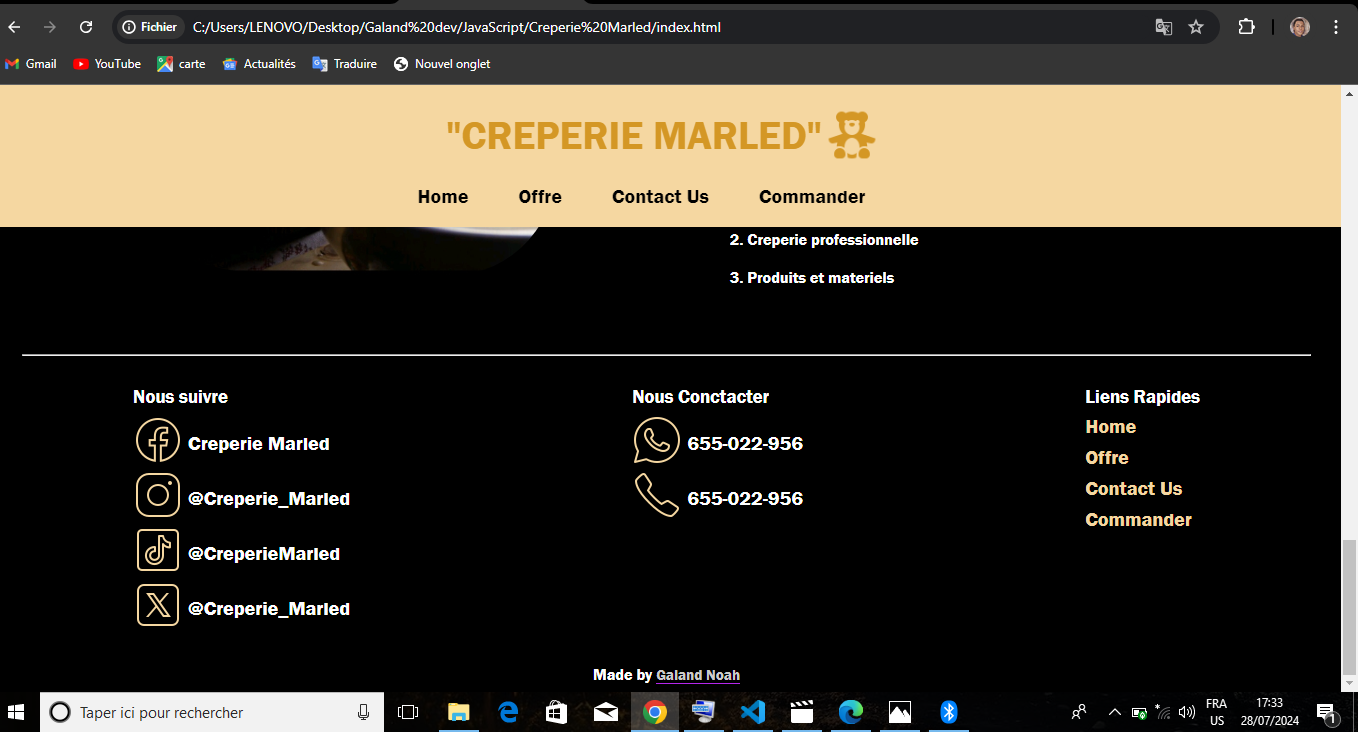 Fichier C:/Users/LENOVO/Desktop/Galand%20dev/JavaScript/Creperie%20Marled/index.html
Gmail YouTube carte Actualités Traduire Nouvel onglet
"CREPERIE MARLED"
Home Offre Contact Us Commander
2. Creperie professionnelle
3. Produits et materiels
Nous suivre
Creperie Marled
@Creperie_Marled
@CreperieMarled
@Creperie_Marled
Nous Conctacter
655-022-956
655-022-956
Liens Rapides
Home
Offre
Contact Us
Commander
Made by Galand Noah
Taper ici pour rechercher
FRA
US
17:33
28/07/2024
1